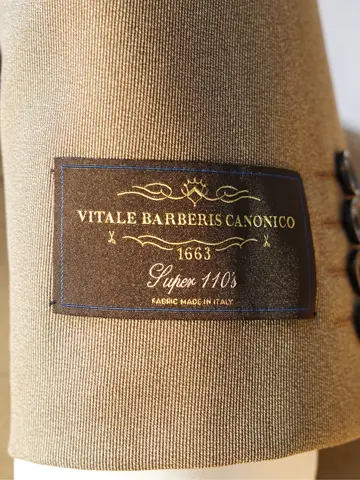 VITALE BARBERIS CANONICO
1663
Super 110's
FABRIC MADE IN ITALY